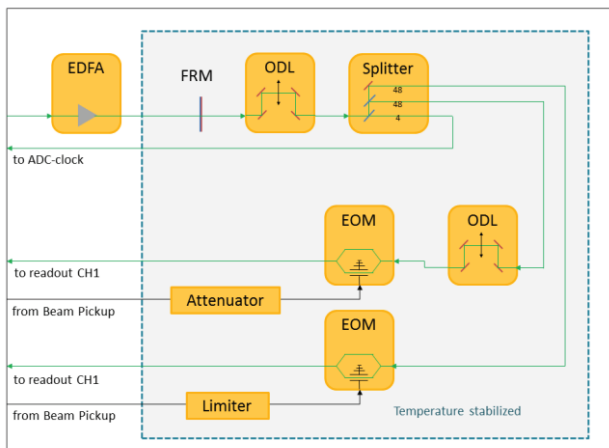 EDFA
FRM
ODL
Splitter
48
48
4
to ADC-clock
EOM
ODL
to readout CH1
Attenuator
from Beam Pickup
EOM
to readout CH1
Limiter
from Beam Pickup
Temperature stabilized